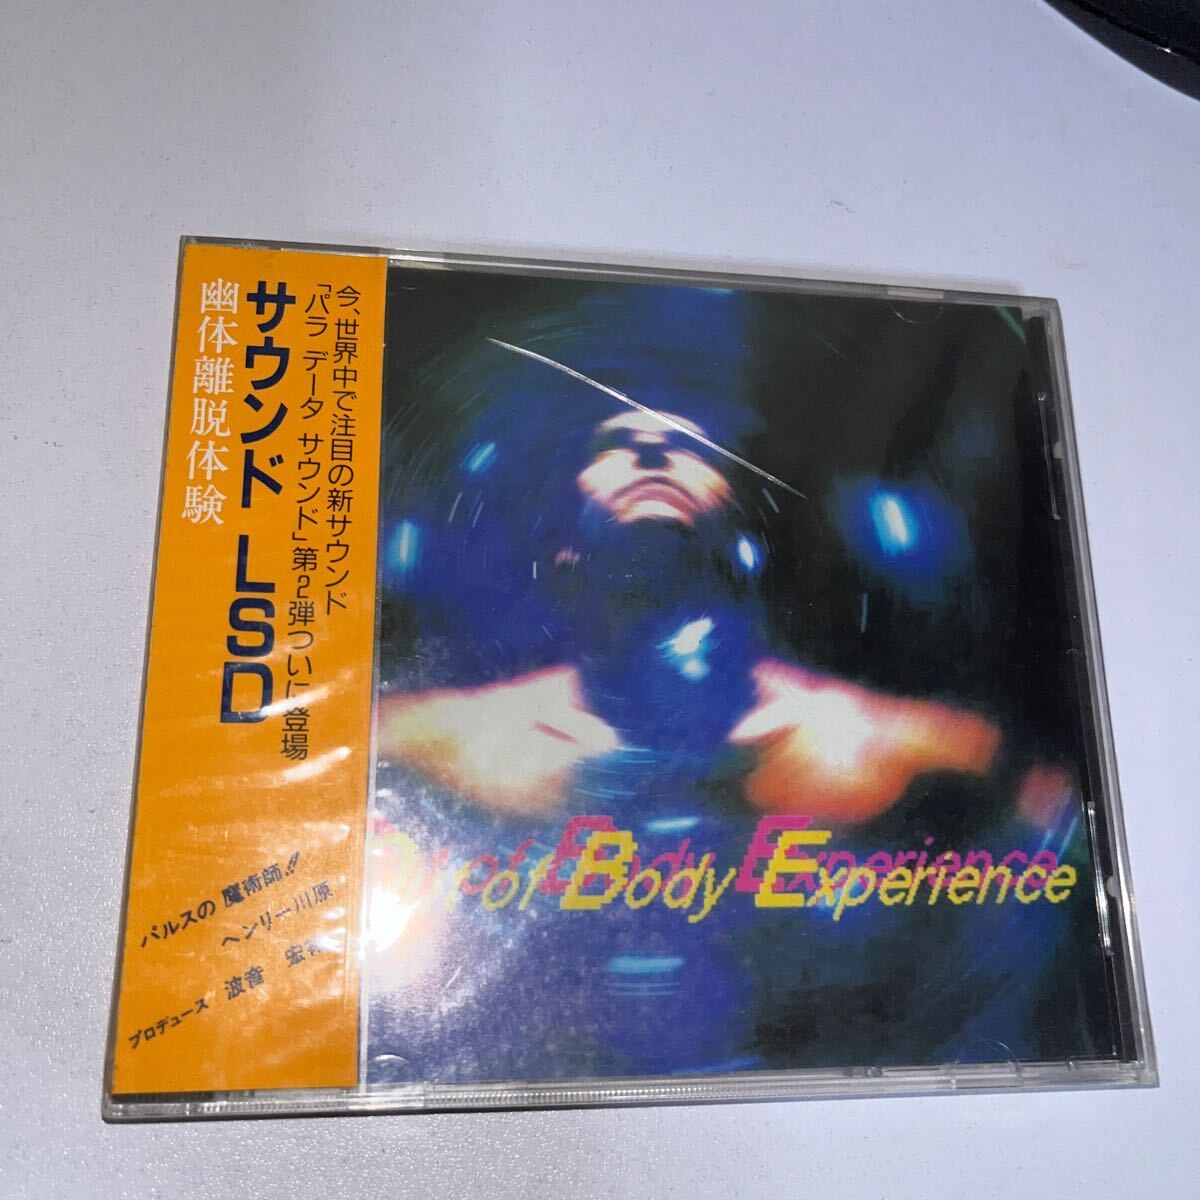 今、世界中で注目の新サウンド
「パラ データ サウンド」第2弾ついに登場
サウンド LSD
幽体離脱体験
パルスの魔術師!!
ヘンリー川原
プロデュース 波音 宏
Out of Body Experience